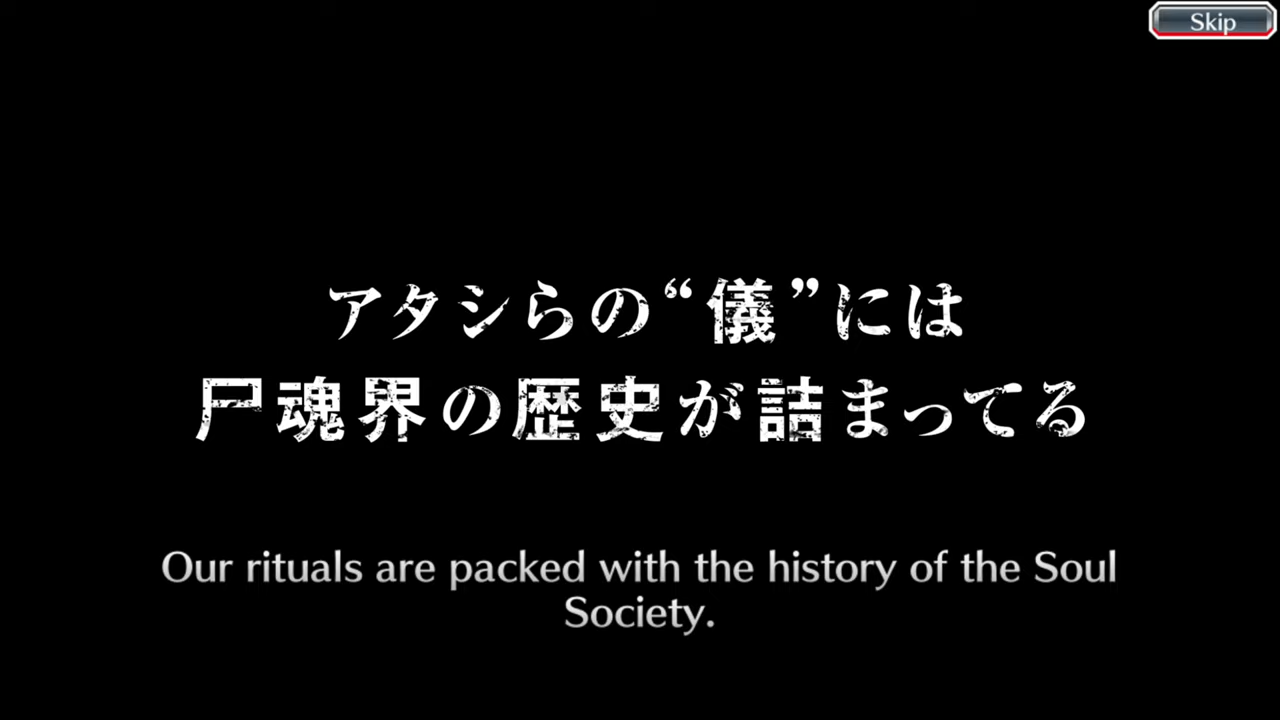 Skip
アタシらの“儀”には
尸魂界の歴史が詰まってる
Our rituals are packed with the history of the Soul
Society.